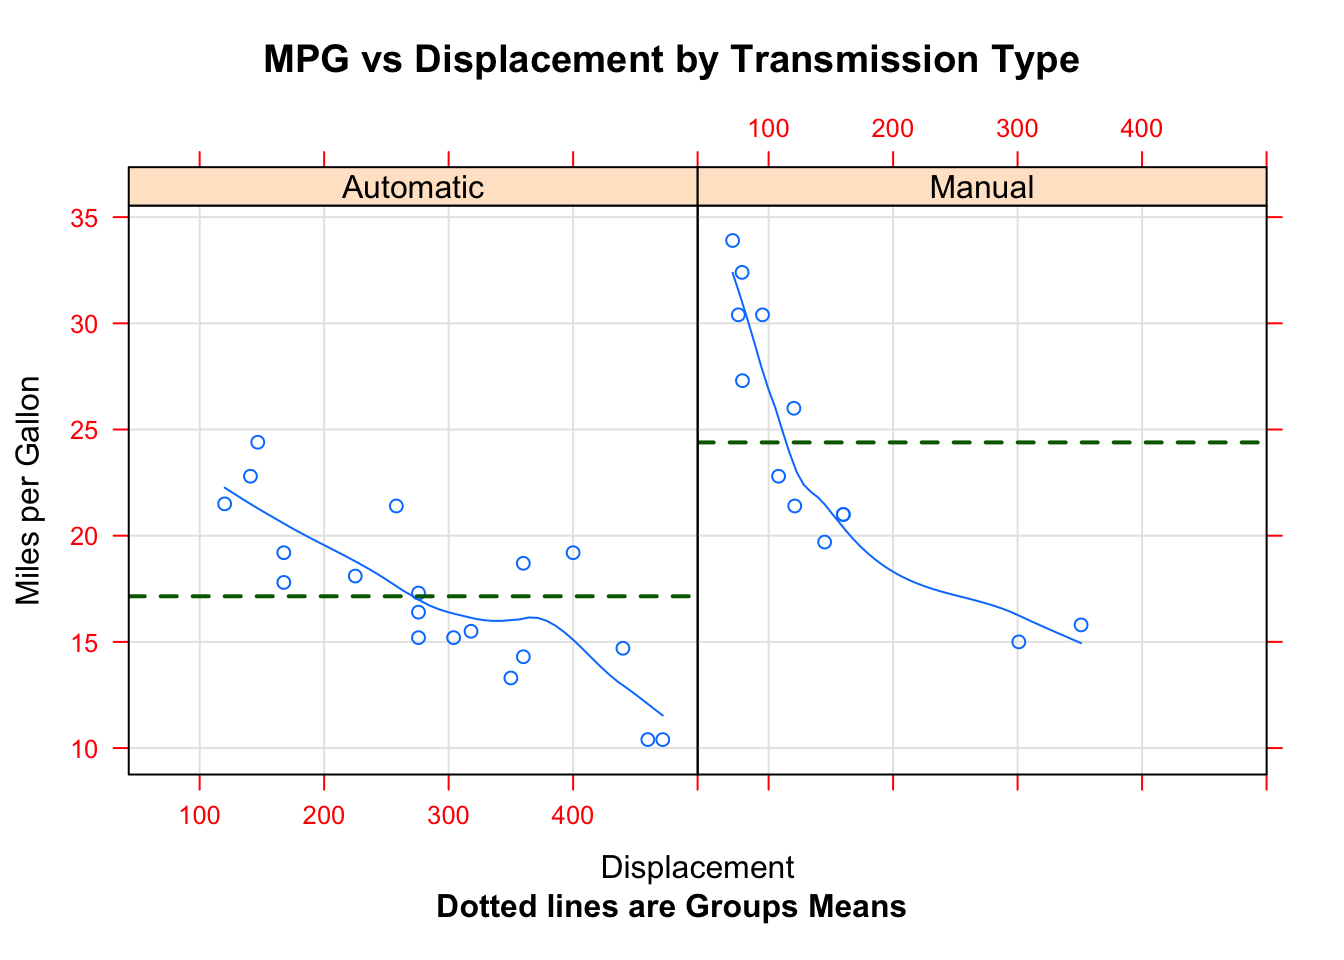 MPG vs Displacement by Transmission Type
100 200 300 400
Automatic Manual
35
30
25
20
15
10
Miles per Gallon
100 200 300 400
Displacement
Dotted lines are Groups Means